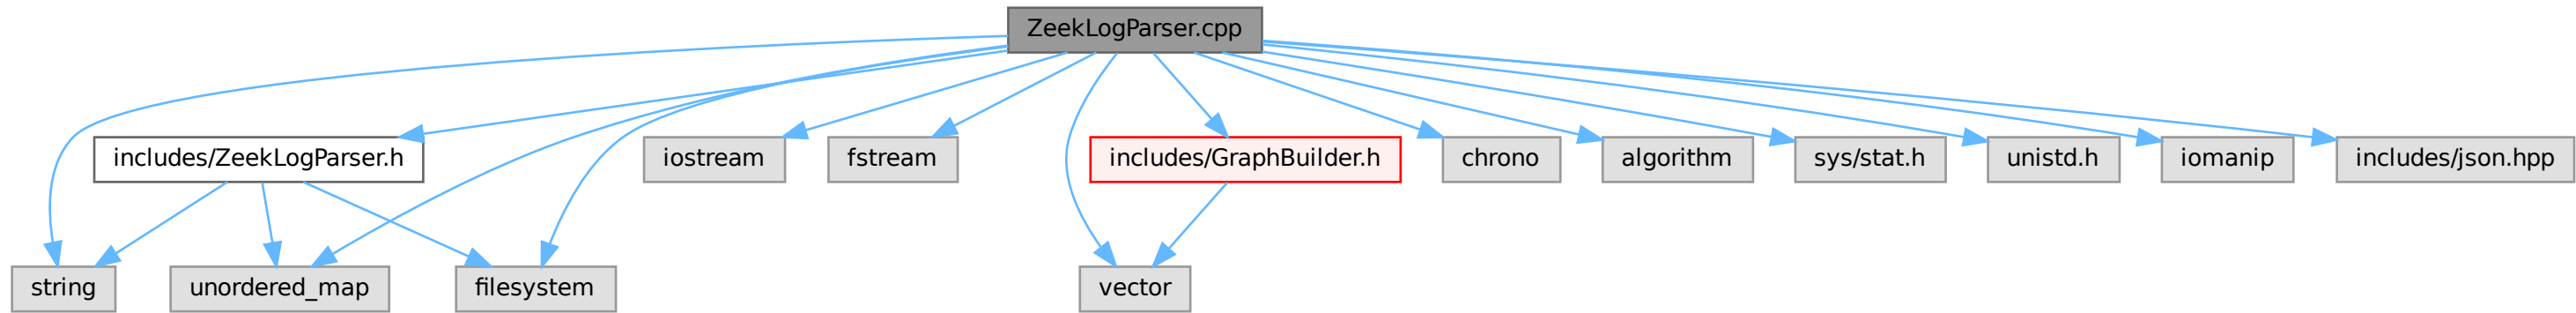 ZeekLogParser.cpp
includes/ZeekLogParser.h
iostream
fstream
includes/GraphBuilder.h
chrono
algorithm
sys/stat.h
unistd.h
iomanip
includes/json.hpp
string
unordered_map
filesystem
vector